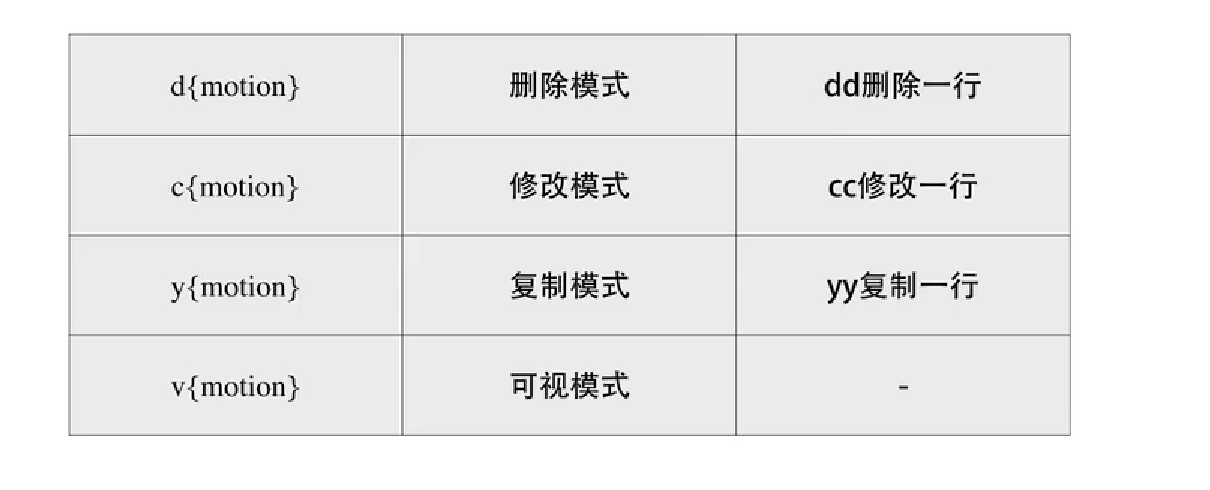 d{motion} 删除模式 dd删除一行
c{motion} 修改模式 cc修改一行
y{motion} 复制模式 yy复制一行
v{motion} 可视模式 -